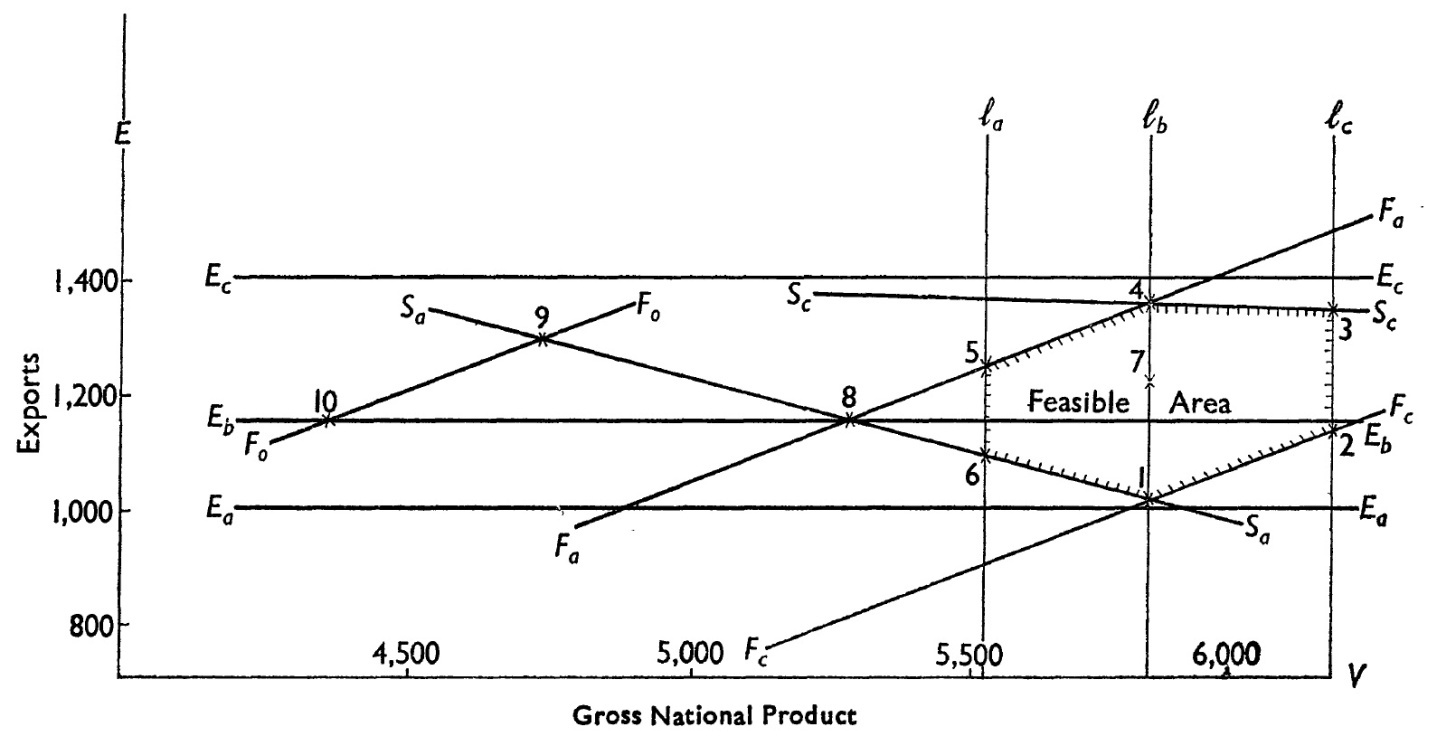 E
ℓa ℓb ℓc
Fa
1,400 Ec Ec
Sc 4
Sa 9 Fo Sc
3
5 7
1,200 10 8 Feasible Area Fc
Eb Eb
Fo 6 1 2
1,000 Ea Ea
Fa Sa
800
4,500 5,000 Fc 5,500 6,000 V
Exports
Gross National Product